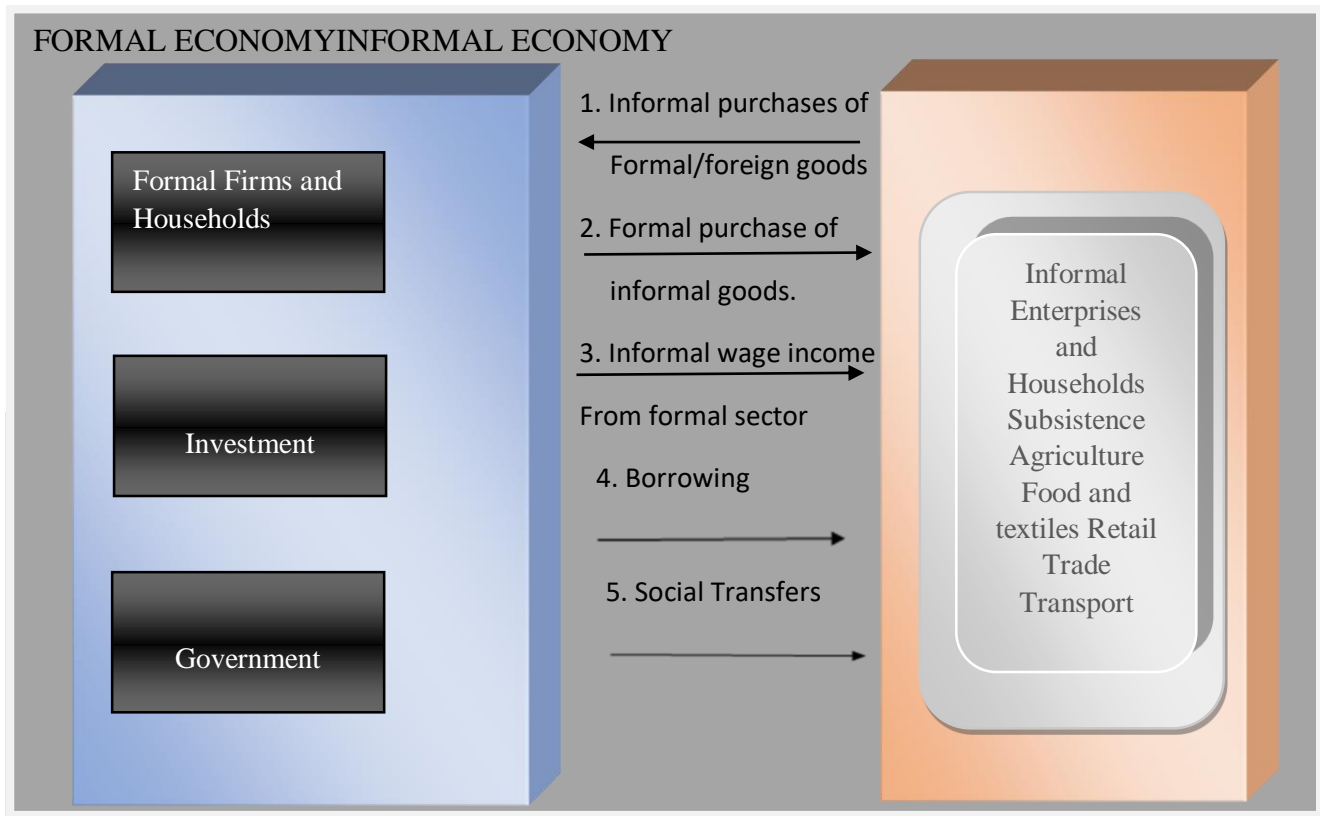 FORMAL ECONOMYINFORMAL ECONOMY
Formal Firms and
Households
Investment
Government
1. Informal purchases of
Formal/foreign goods
2. Formal purchase of
informal goods.
3. Informal wage income
From formal sector
4. Borrowing
5. Social Transfers
Informal
Enterprises
and
Households
Subsistence
Agriculture
Food and
textiles Retail
Trade
Transport